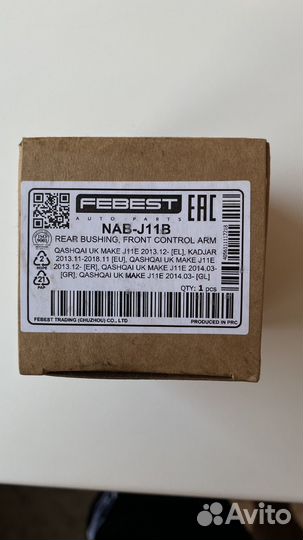 FEBEST
EAC
AUTO PARTS
NAB-J11B
REAR BUSHING, FRONT CONTROL ARM
QASHQAI UK MAKE J11E 2013.12- [EL], KADJAR
2013.11-2018.11 [EU], QASHQAI UK MAKE J11E
2013.12- [ER], QASHQAI UK MAKE J11E 2014.03-
[GR], QASHQAI UK MAKE J11E 2014.03- [GL]
QTY: 1 pcs
FEBEST TRADING (CHUZHOU) CO., LTD
PRODUCED IN PRC
2
21
PAP
Avito